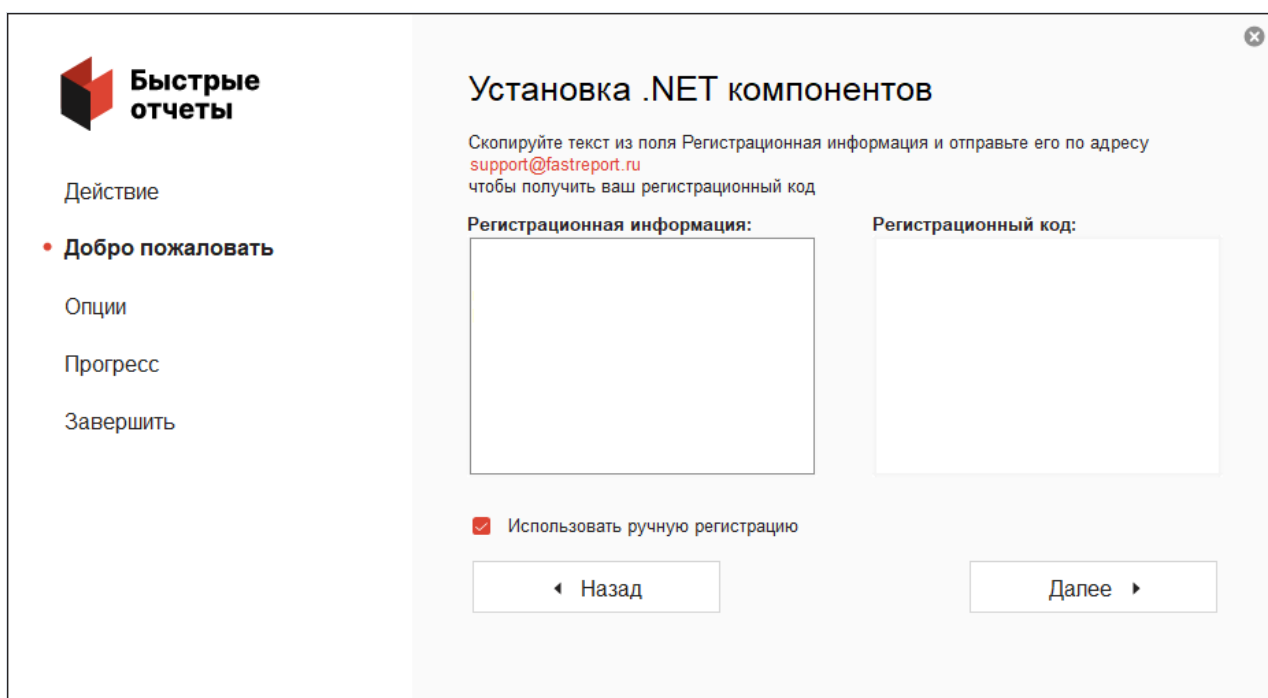 Быстрые
отчеты
Действие
Добро пожаловать
Опции
Прогресс
Завершить
Установка .NET компонентов
Скопируйте текст из поля Регистрационная информация и отправьте его по адресу
support@fastreport.ru
чтобы получить ваш регистрационный код
Регистрационная информация:
Регистрационный код:
Использовать ручную регистрацию
Назад
Далее